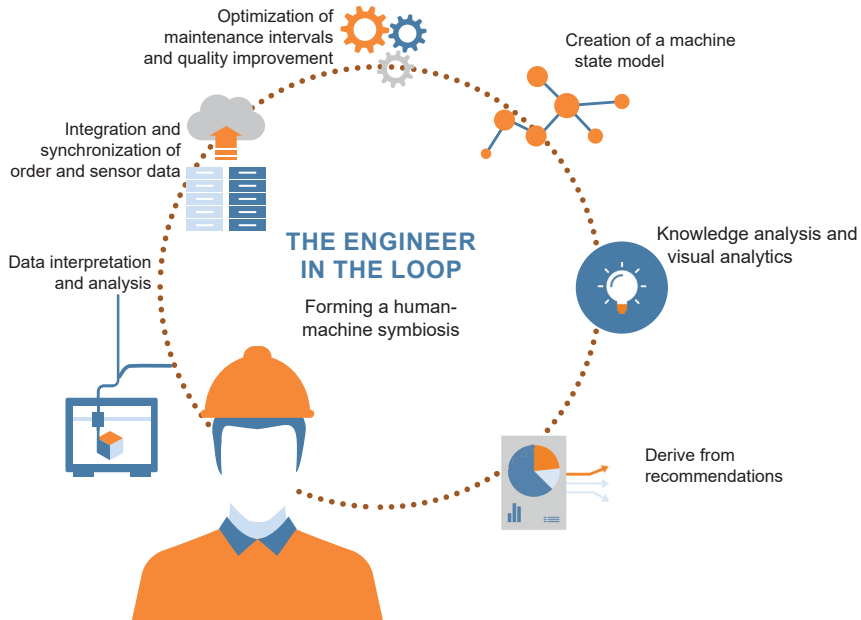 Optimization of
maintenance intervals
and quality improvement
Creation of a machine
state model
Integration and
synchronization of
order and sensor data
THE ENGINEER
IN THE LOOP
Forming a human-
machine symbiosis
Knowledge analysis and
visual analytics
Data interpretation
and analysis
Derive from
recommendations